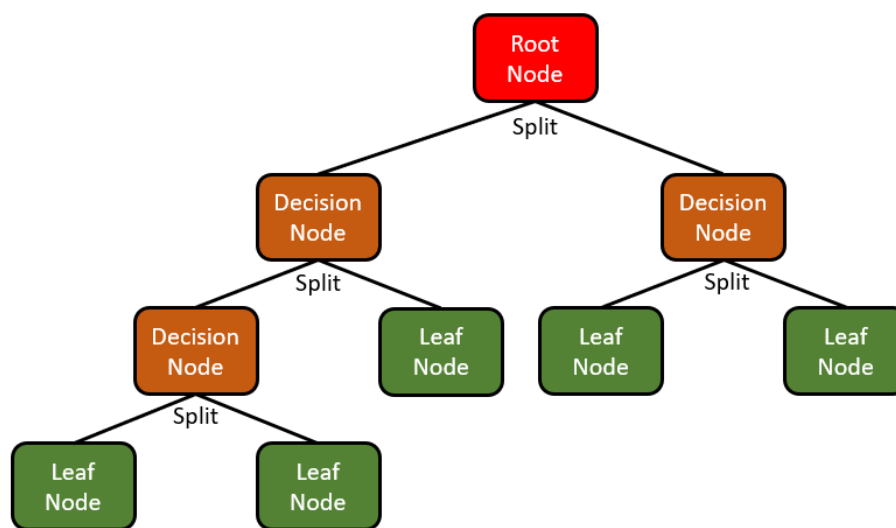 Root
Node
Split
Decision
Node
Decision
Node
Split
Split
Decision
Node
Leaf
Node
Leaf
Node
Leaf
Node
Split
Leaf
Node
Leaf
Node